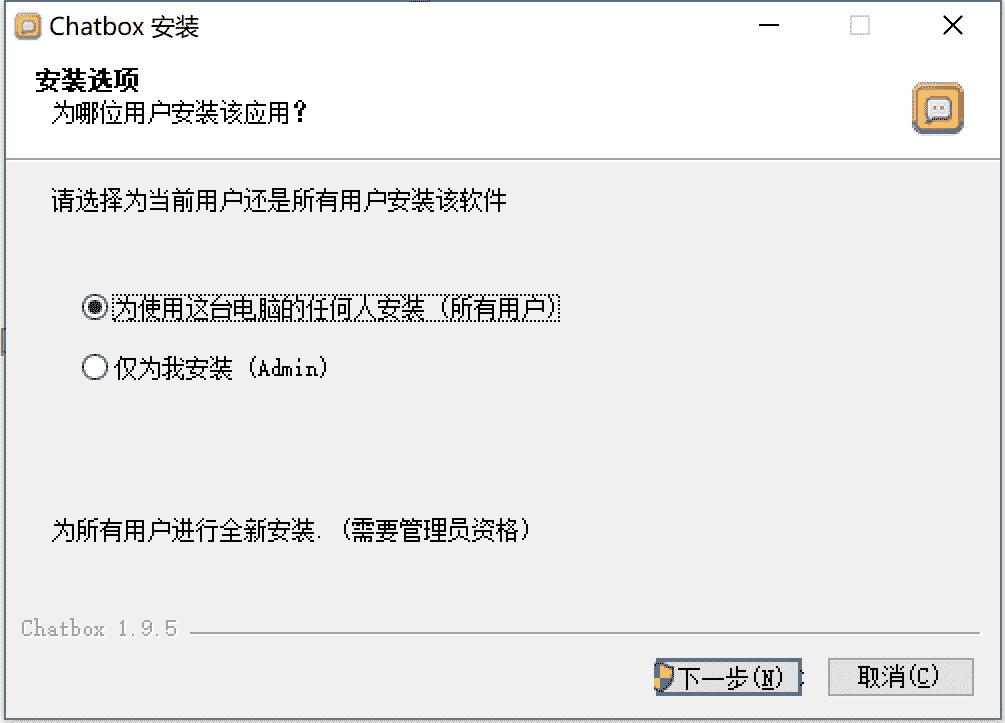 Chatbox 安装
安装选项
为哪位用户安装该应用？
请选择为当前用户还是所有用户安装该软件
为使用这台电脑的任何人安装 (所有用户)
仅为我安装 (Admin)
为所有用户进行全新安装. (需要管理员资格)
Chatbox 1.9.5
下一步(N)
取消(C)